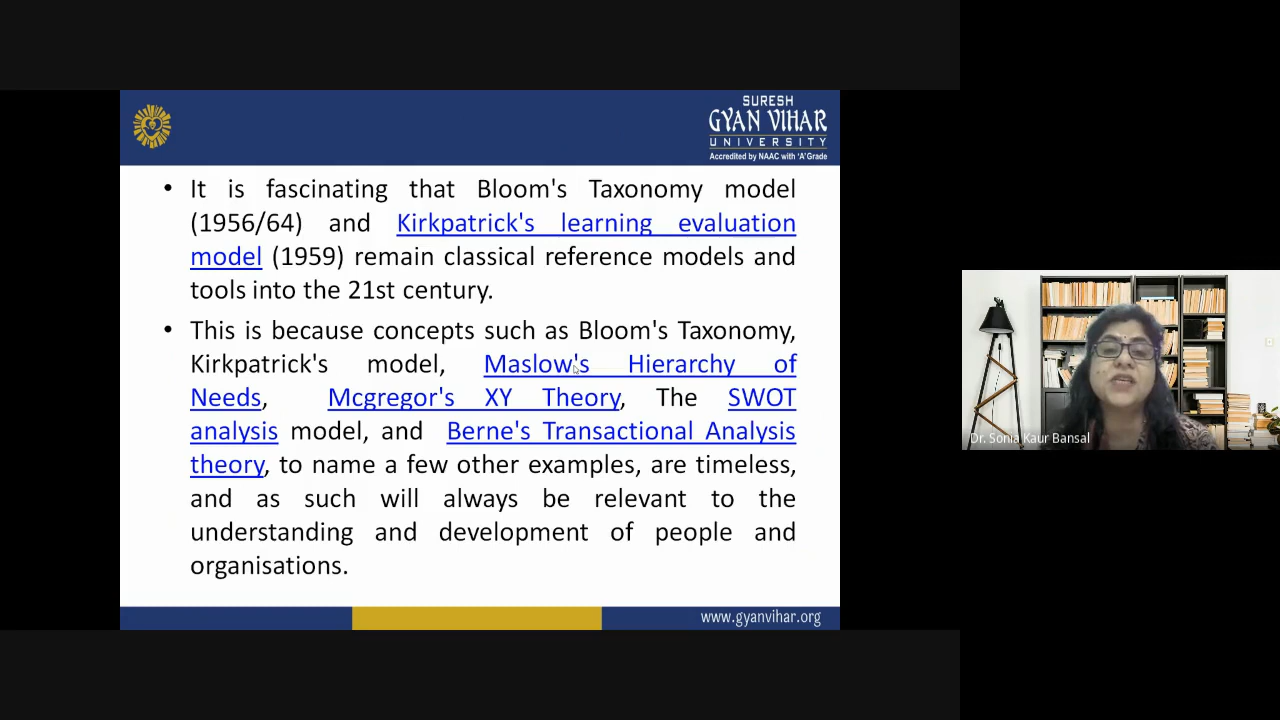 SURESH
GYAN VIHAR
UNIVERSITY
Accredited by NAAC with 'A' Grade
• It is fascinating that Bloom's Taxonomy model
(1956/64) and Kirkpatrick's learning evaluation
model (1959) remain classical reference models and
tools into the 21st century.
• This is because concepts such as Bloom's Taxonomy,
Kirkpatrick's model, Maslow's Hierarchy of
Needs, Mcgregor's XY Theory, The SWOT
analysis model, and Berne's Transactional Analysis
theory, to name a few other examples, are timeless,
and as such will always be relevant to the
understanding and development of people and
organisations.
www.gyanvihar.org
Dr. Sonia Kaur Bansal